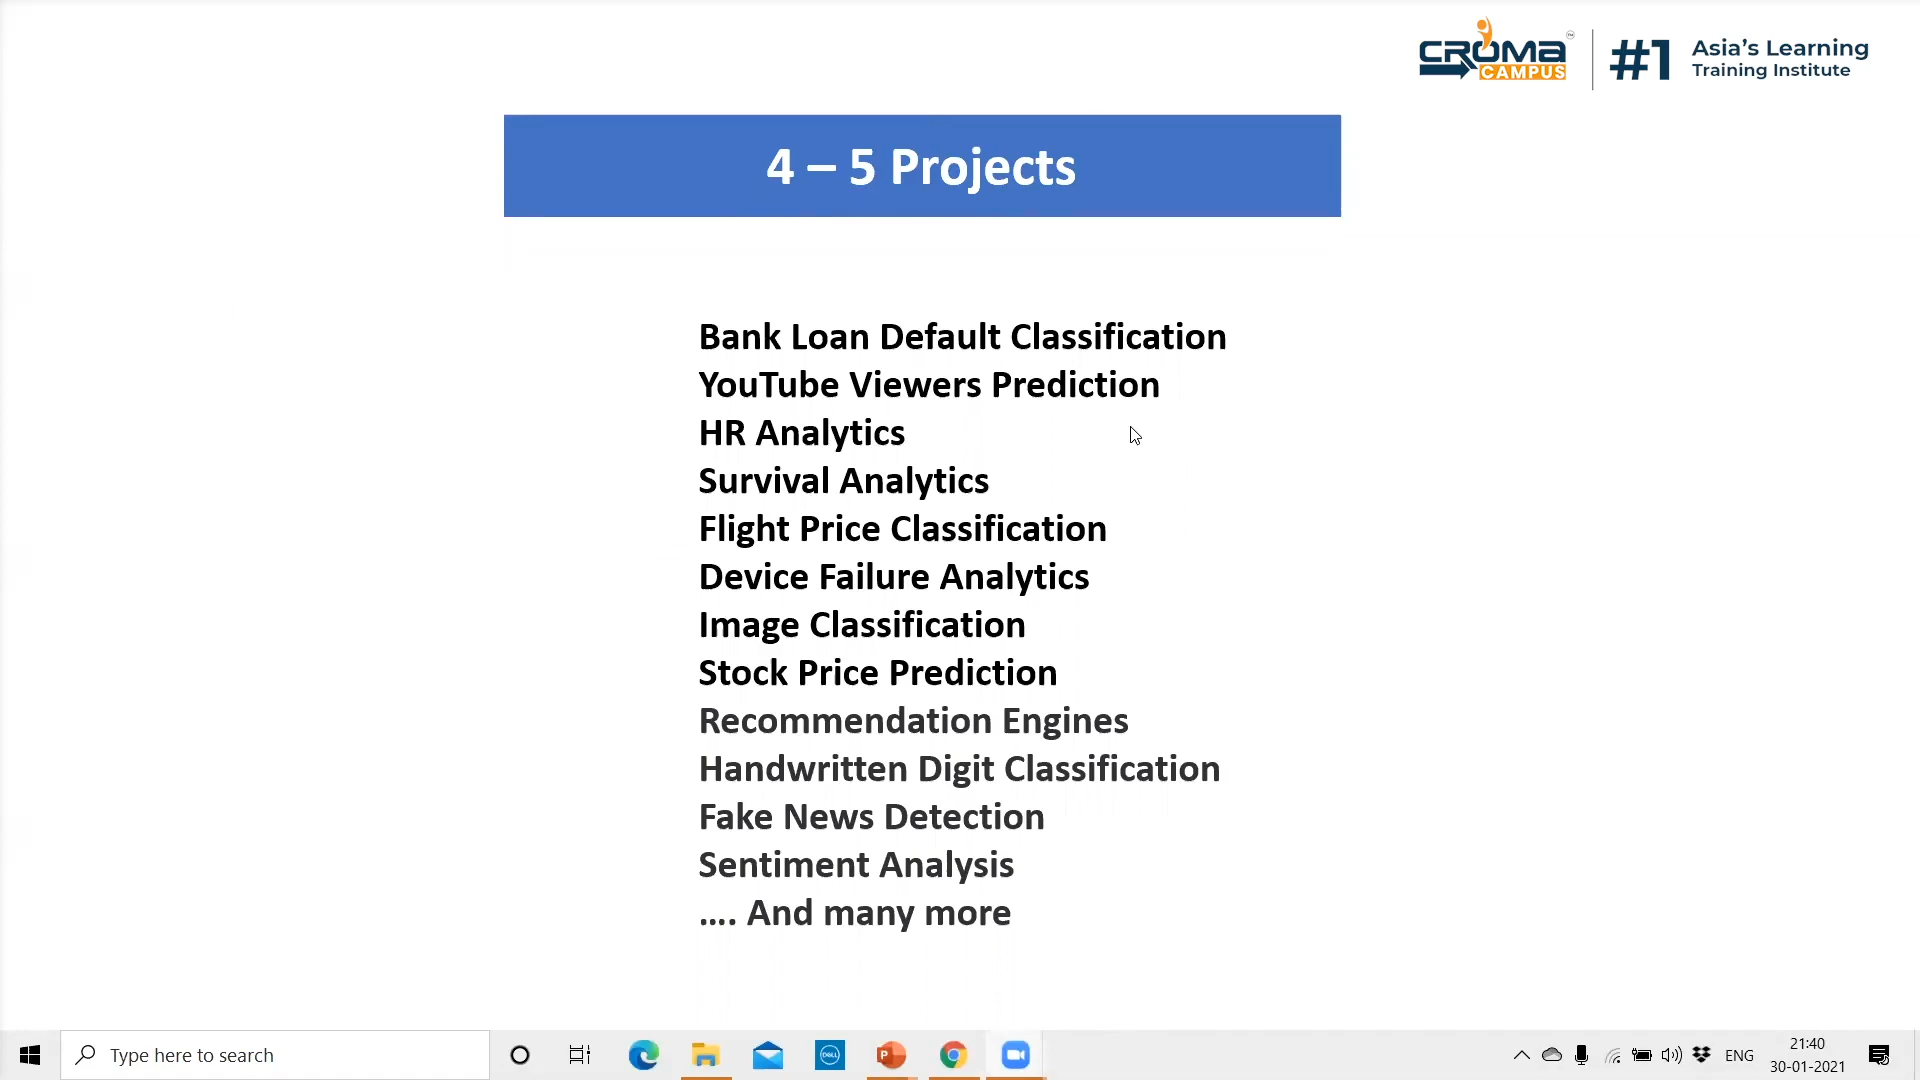 CROMA
CAMPUS
#1
Asia's Learning
Training Institute
4 – 5 Projects
Bank Loan Default Classification
YouTube Viewers Prediction
HR Analytics
Survival Analytics
Flight Price Classification
Device Failure Analytics
Image Classification
Stock Price Prediction
Recommendation Engines
Handwritten Digit Classification
Fake News Detection
Sentiment Analysis
.... And many more
Type here to search
DELL
P
ENG
21:40
30-01-2021